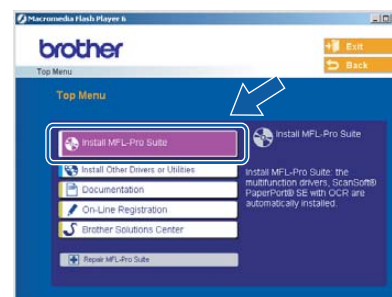 Macromedia Flash Player 6
brother
Exit
Back
Top Menu
Top Menu
Install MFL-Pro Suite
Install Other Drivers or Utilities
Documentation
On-Line Registration
Brother Solutions Center
Repair MFL-Pro Suite
Install MFL-Pro Suite
Install MFL-Pro Suite: the
multifunction drivers, ScanSoft®
PaperPort® SE with OCR are
automatically installed.